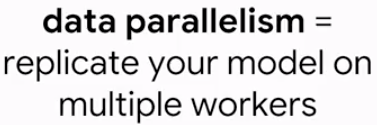 data parallelism =
replicate your model on
multiple workers